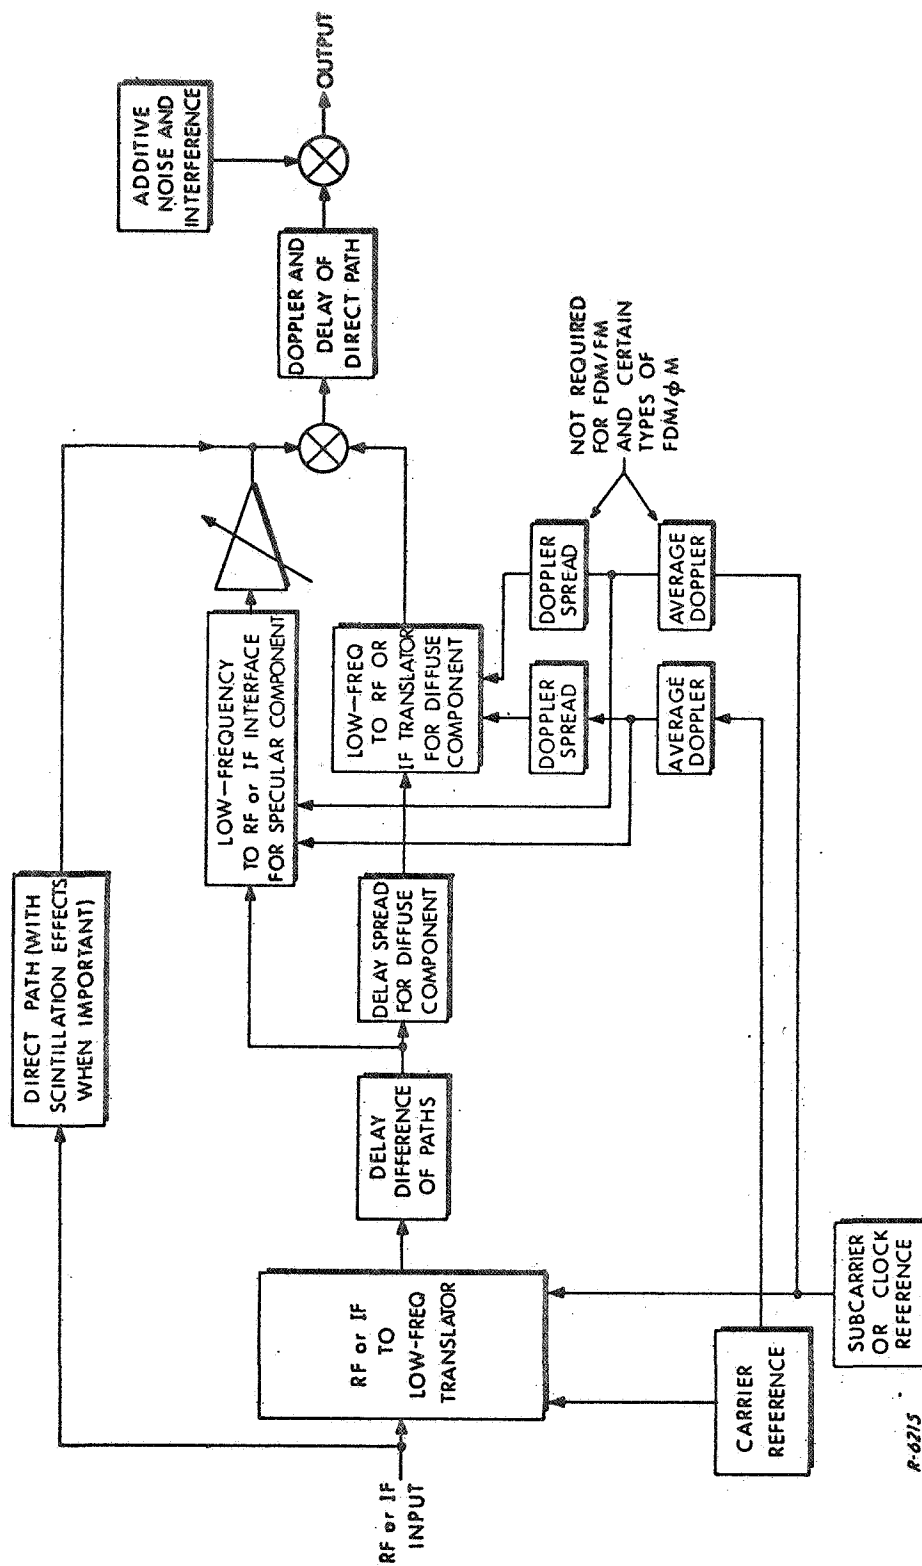 RF or IF
INPUT
RF or IF
TO
LOW-FREQ
TRANSLATOR
CARRIER
REFERENCE
SUBCARRIER
OR CLOCK
REFERENCE
DELAY
DIFFERENCE
OF PATHS
DIRECT PATH (WITH
SCINTILLATION EFFECTS
WHEN IMPORTANT)
DELAY SPREAD
FOR DIFFUSE
COMPONENT
LOW-FREQUENCY
TO RF or IF INTERFACE
FOR SPECULAR COMPONENT
LOW-FREQ
TO RF OR
IF TRANSLATOR
FOR DIFFUSE
COMPONENT
DOPPLER
SPREAD
AVERAGE
DOPPLER
DOPPLER
SPREAD
AVERAGE
DOPPLER
NOT REQUIRED
FOR FDM/FM
AND CERTAIN
TYPES OF
FDM/ϕM
DOPPLER AND
DELAY OF
DIRECT PATH
ADDITIVE
NOISE AND
INTERFERENCE
OUTPUT
R-6215